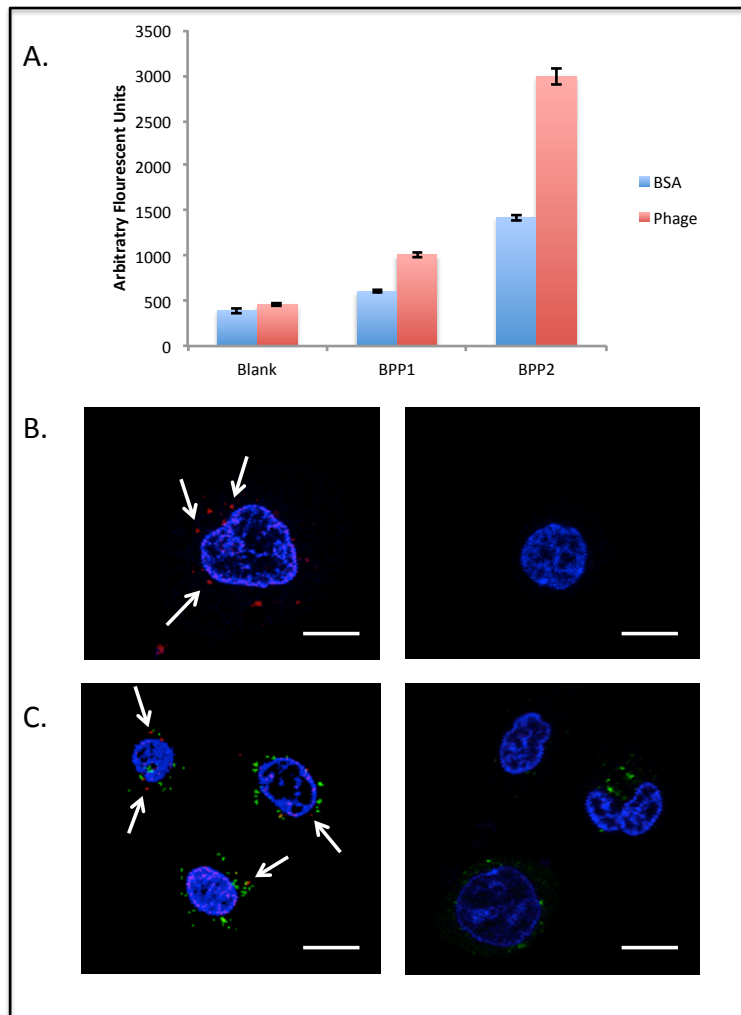 A.
3500
3000
2500
2000
1500
1000
500
0
Arbitratry Flourescent Units
Blank
BPP1
BPP2
BSA
Phage
B.
C.